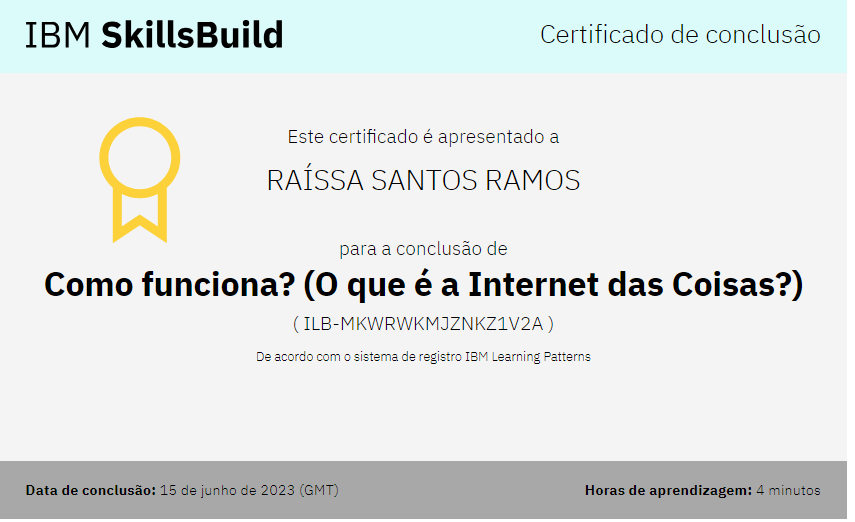 IBM SkillsBuild
Certificado de conclusão
Este certificado é apresentado a
RAÍSSA SANTOS RAMOS
para a conclusão de
Como funciona? (O que é a Internet das Coisas?)
( ILB-MKWRWKMJZNKZ1V2A )
De acordo com o sistema de registro IBM Learning Patterns
Data de conclusão: 15 de junho de 2023 (GMT)
Horas de aprendizagem: 4 minutos